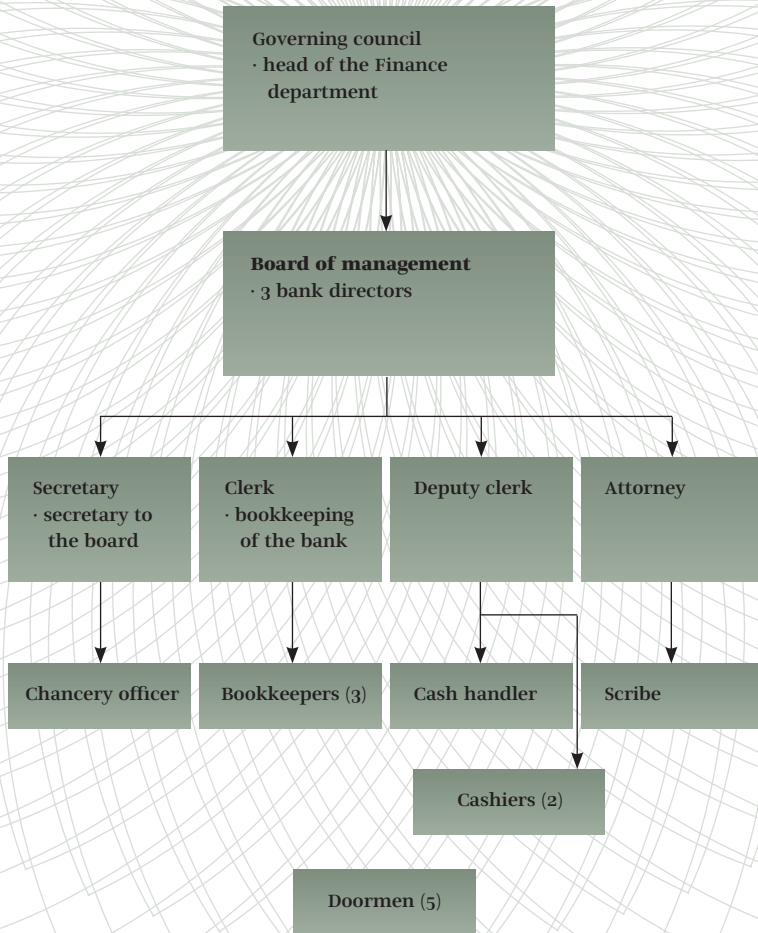 Governing council
· head of the Finance
department
Board of management
· 3 bank directors
Secretary
· secretary to
the board
Clerk
· bookkeeping
of the bank
Deputy clerk
Attorney
Chancery officer
Bookkeepers (3)
Cash handler
Scribe
Cashiers (2)
Doormen (5)